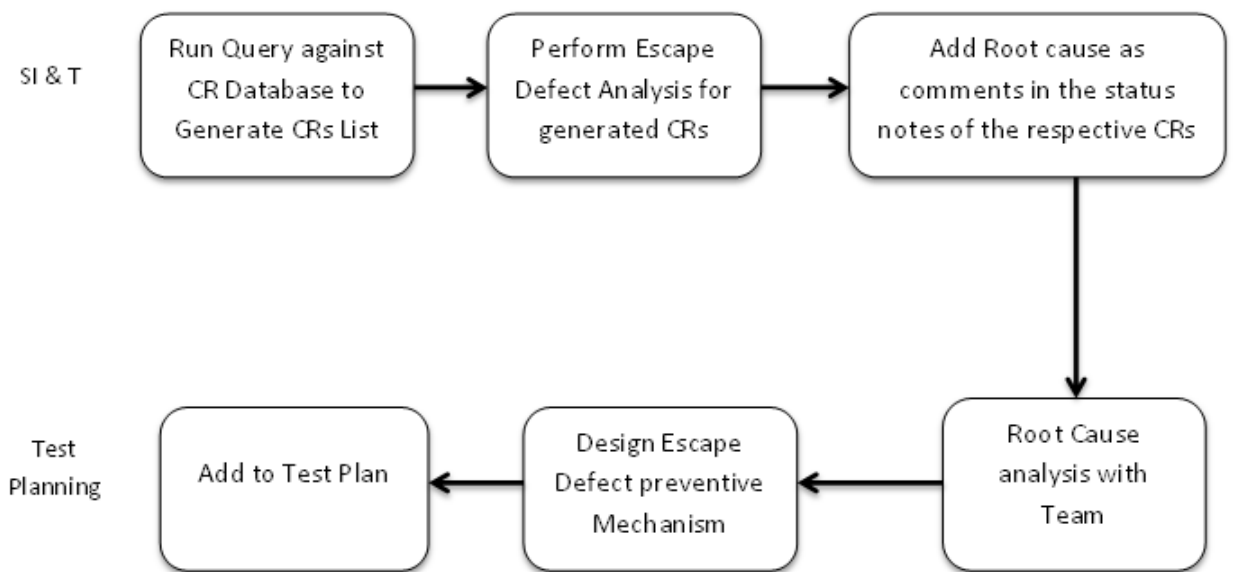 SI & T
Run Query against
CR Database to
Generate CRs List
Perform Escape
Defect Analysis for
generated CRs
Add Root cause as
comments in the status
notes of the respective CRs
Test
Planning
Add to Test Plan
Design Escape
Defect preventive
Mechanism
Root Cause
analysis with
Team